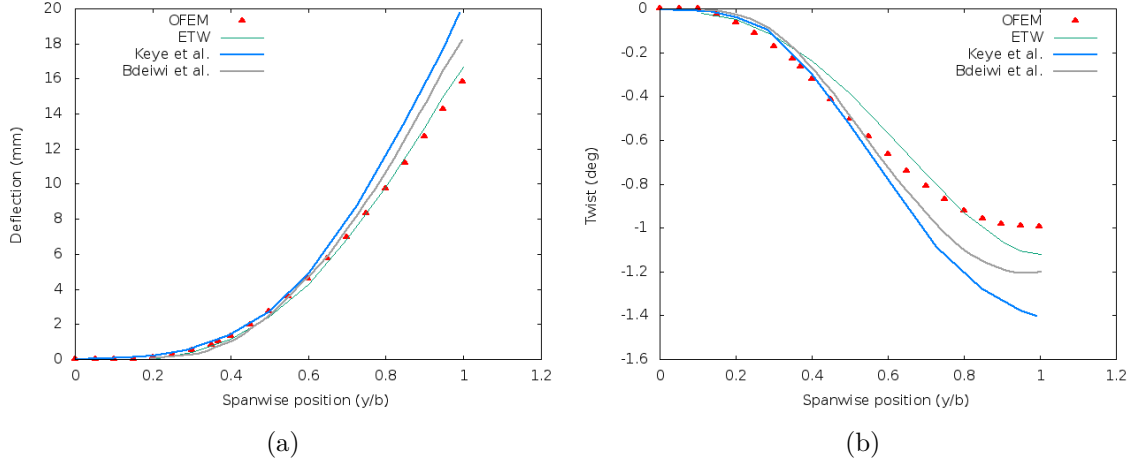 20
18
16
14
12
10
8
6
4
2
0
Deflection (mm)
OFEM
ETW
Keye et al.
Bdeiwi et al.
0 0.2 0.4 0.6 0.8 1 1.2
Spanwise position (y/b)
(a)
0
-0.2
-0.4
-0.6
-0.8
-1
-1.2
-1.4
-1.6
Twist (deg)
OFEM
ETW
Keye et al.
Bdeiwi et al.
0 0.2 0.4 0.6 0.8 1 1.2
Spanwise position (y/b)
(b)